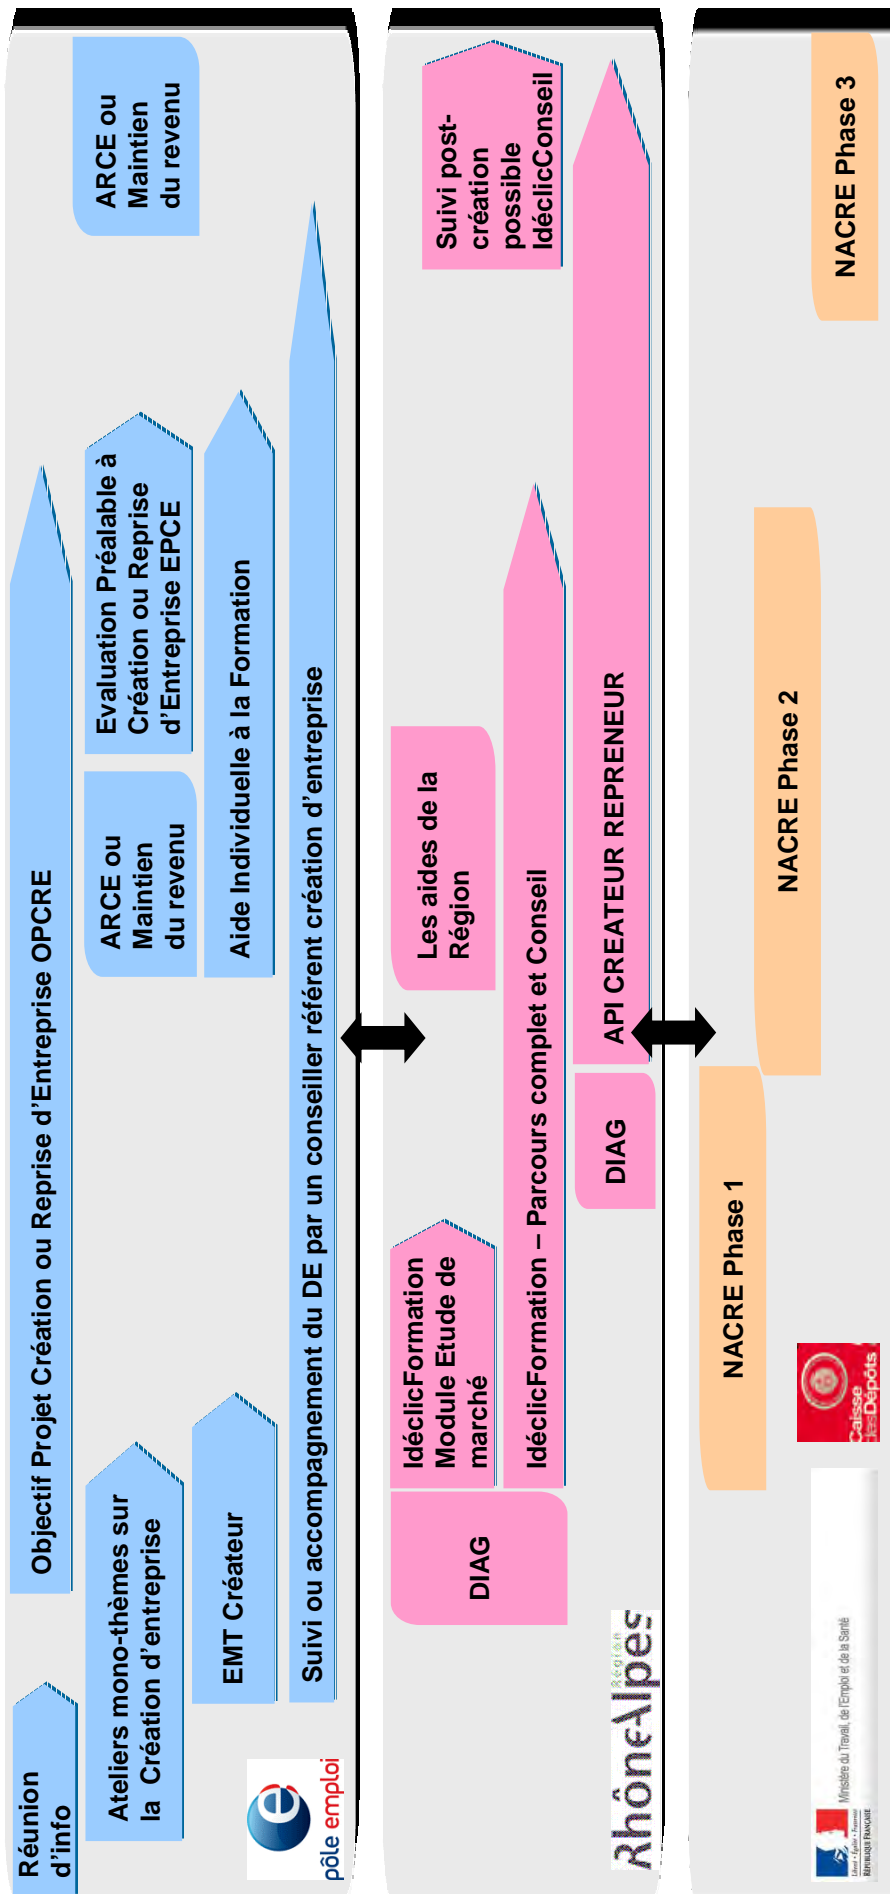 Réunion
d'info
Objectif Projet Création ou Reprise d'Entreprise OPCRE
Ateliers mono-thèmes sur
la Création d'entreprise
ARCE ou
Maintien
du revenu
Evaluation Préalable à
Création ou Reprise
d'Entreprise EPCE
ARCE ou
Maintien
du revenu
EMT Créateur
Aide Individuelle à la Formation
Suivi ou accompagnement du DE par un conseiller référent création d'entreprise
pôle emploi
DIAG
IdéclicFormation
Module Etude de
marché
Les aides de la
Région
Suivi post-
création
possible
IdéclicConseil
IdéclicFormation – Parcours complet et Conseil
DIAG
API CREATEUR REPRENEUR
RhôneAlpes
Région
NACRE Phase 1
NACRE Phase 2
NACRE Phase 3
Caisse
des Dépôts
Liberté • Égalité • Fraternité
RÉPUBLIQUE FRANÇAISE
Ministère du Travail, de l'Emploi et de la Santé